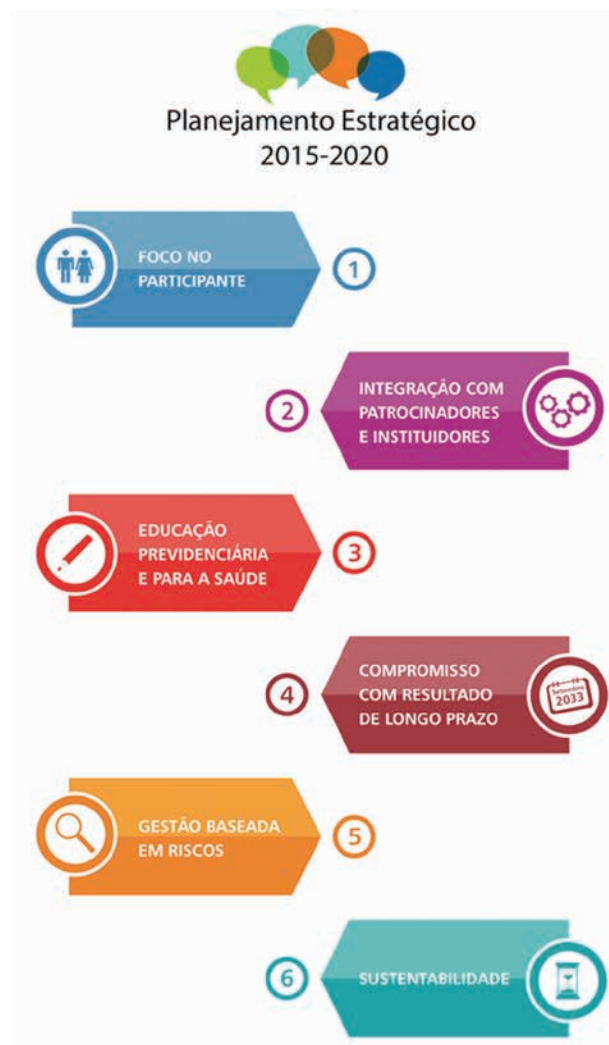 Planejamento Estratégico
2015-2020
FOCO NO
PARTICIPANTE
1
2
INTEGRAÇÃO COM
PATROCINADORES
E INSTITUIDORES
EDUCAÇÃO
PREVIDENCIÁRIA
E PARA A SAÚDE
3
4
COMPROMISSO
COM RESULTADO
DE LONGO PRAZO
Setembro
2033
GESTÃO BASEADA
EM RISCOS
5
6
SUSTENTABILIDADE